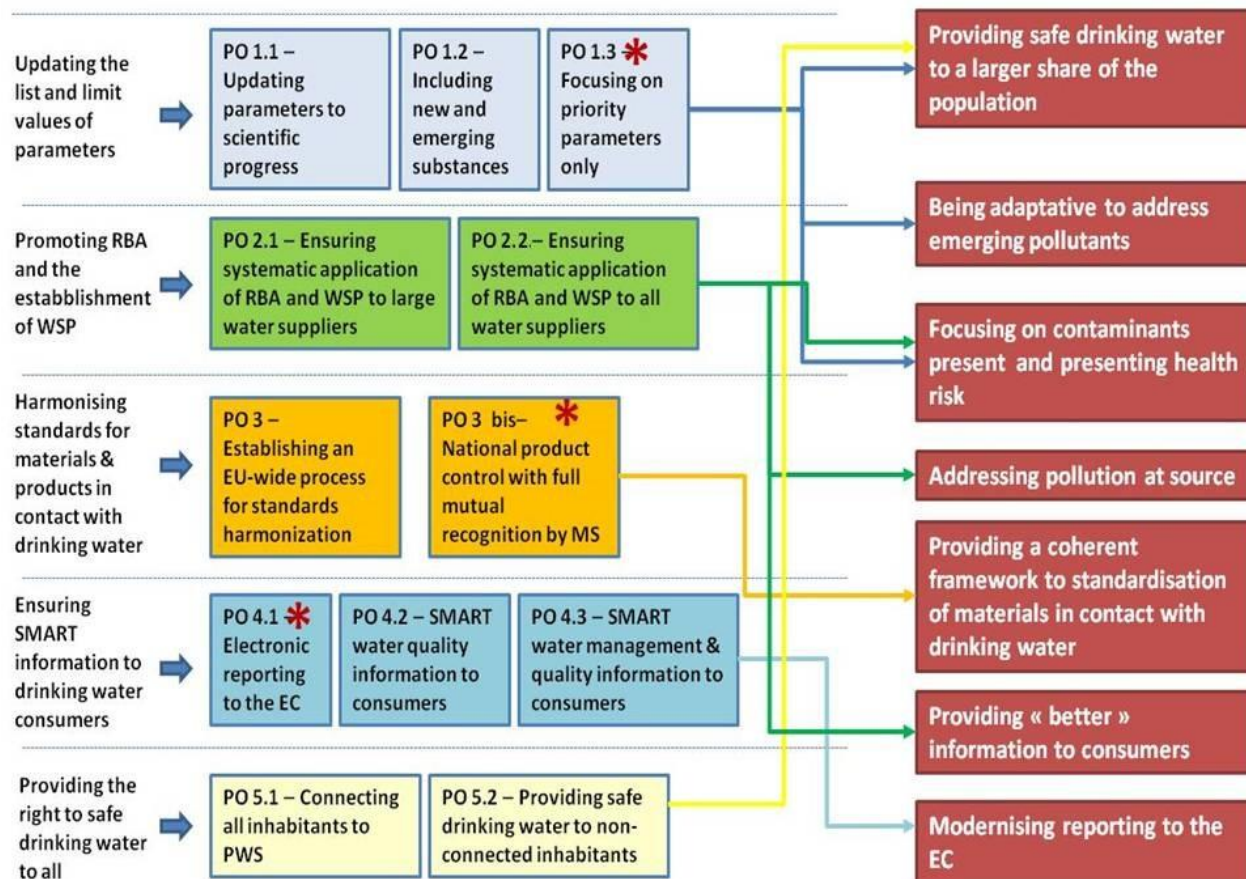 Updating the
list and limit
values of
parameters
PO 1.1 –
Updating
parameters to
scientific
progress
PO 1.2 –
Including
new and
emerging
substances
PO 1.3 –*
Focusing on
priority
parameters
only
Promoting RBA
and the
estabblishment
of WSP
PO 2.1 – Ensuring
systematic application
of RBA and WSP to large
water suppliers
PO 2.2.– Ensuring
systematic application
of RBA and WSP to all
water suppliers
Harmonising
standards for
materials &
products in
contact with
drinking water
PO 3 –
Establishing an
EU-wide process
for standards
harmonization
PO 3 bis– *
National product
control with full
mutual
recognition by MS
Ensuring
SMART
information to
drinking water
consumers
PO 4.1 –*
Electronic
reporting
to the EC
PO 4.2 – SMART
water quality
information to
consumers
PO 4.3 – SMART
water management &
quality information to
consumers
Providing the
right to safe
drinking water
to all
PO 5.1 – Connecting
all inhabitants to
PWS
PO 5.2 – Providing safe
drinking water to non-
connected inhabitants
Providing safe drinking water
to a larger share of the
population
Being adaptative to address
emerging pollutants
Focusing on contaminants
present and presenting health
risk
Addressing pollution at source
Providing a coherent
framework to standardisation
of materials in contact with
drinking water
Providing « better »
information to consumers
Modernising reporting to the
EC